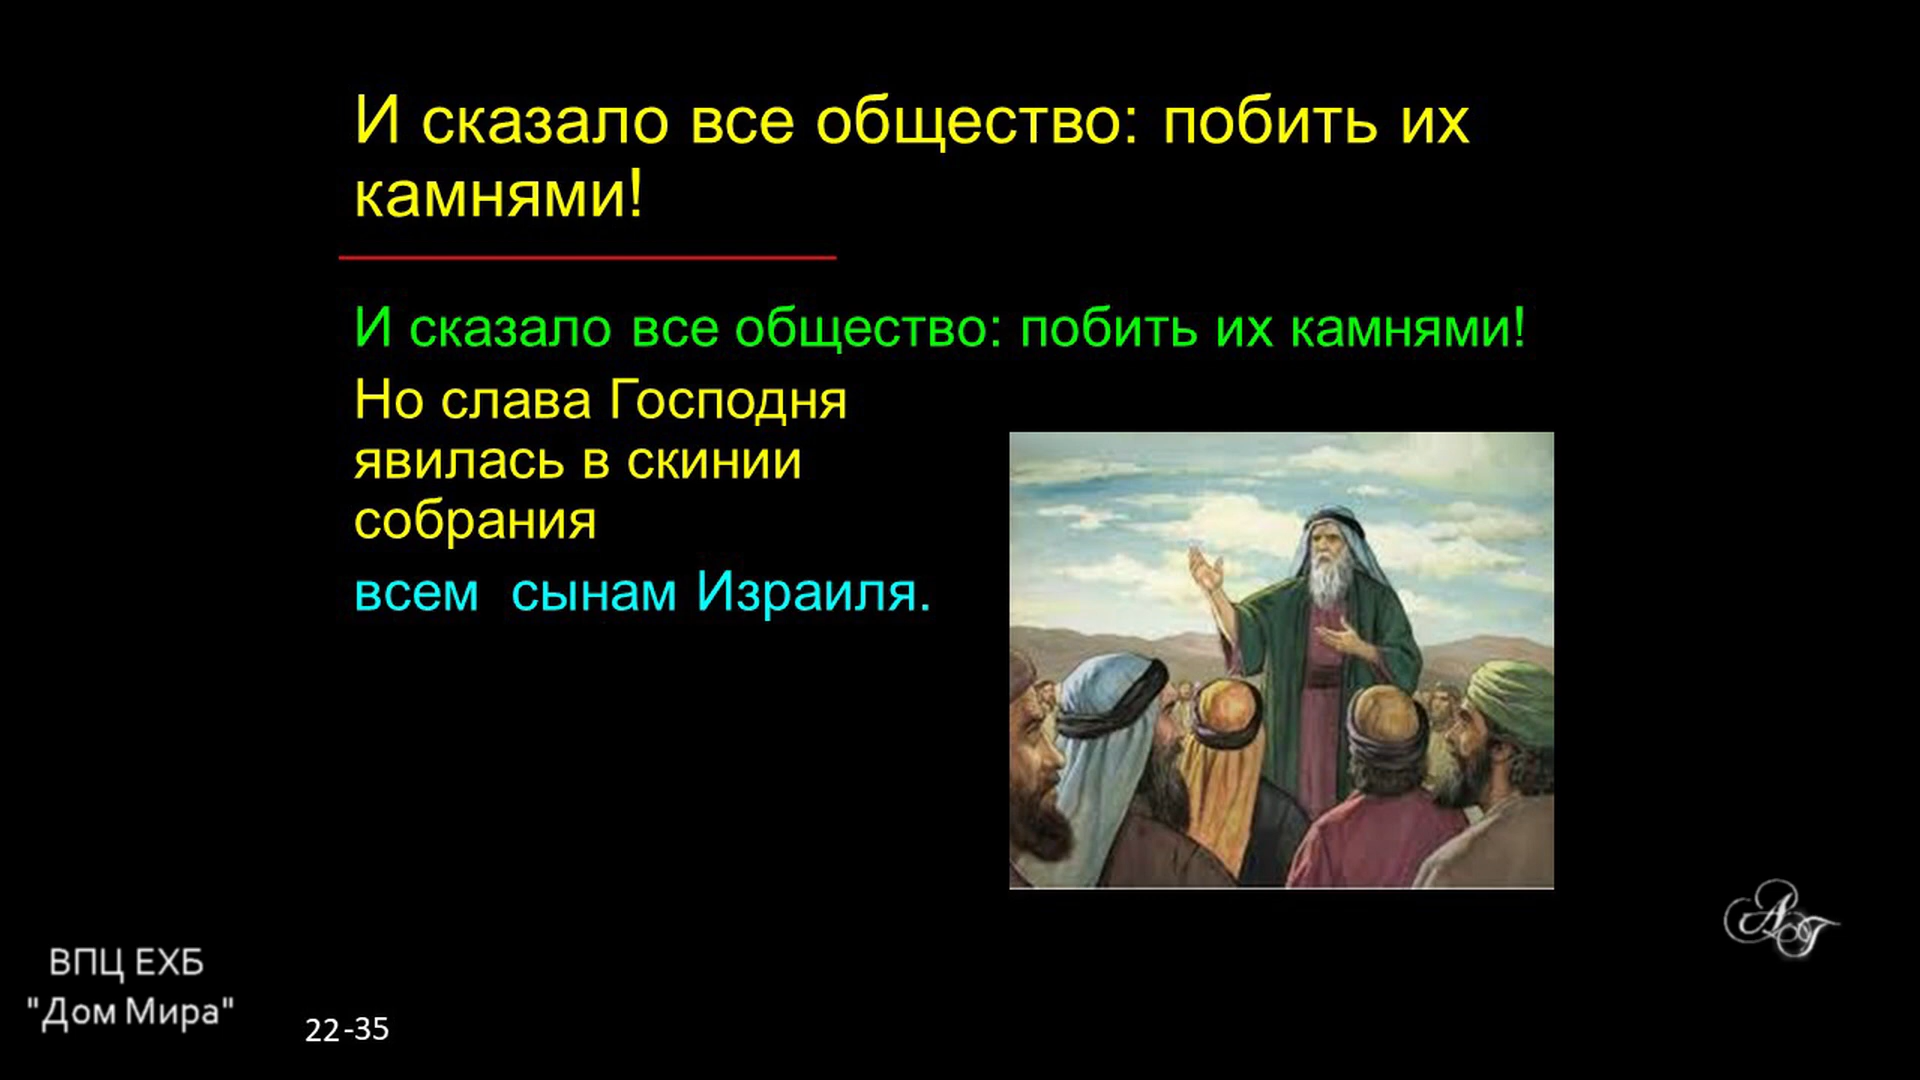 И сказало все общество: побить их
камнями!
И сказало все общество: побить их камнями!
Но слава Господня
явилась в скинии
собрания
всем  сынам Израиля.
АГ
ВПЦ ЕХБ
"Дом Мира"
22-35